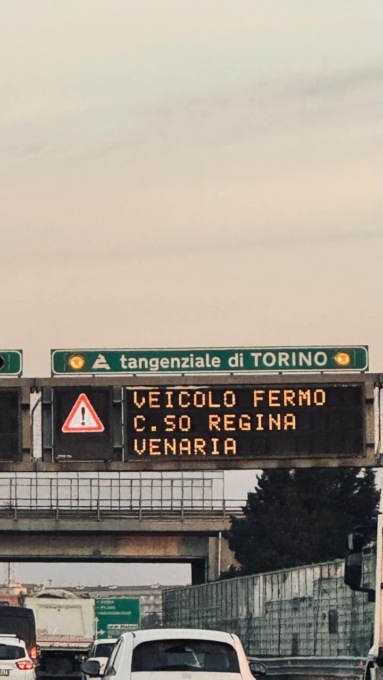 tangenziale di TORINO
VEICOLO FERMO
C.SO REGINA
VENARIA